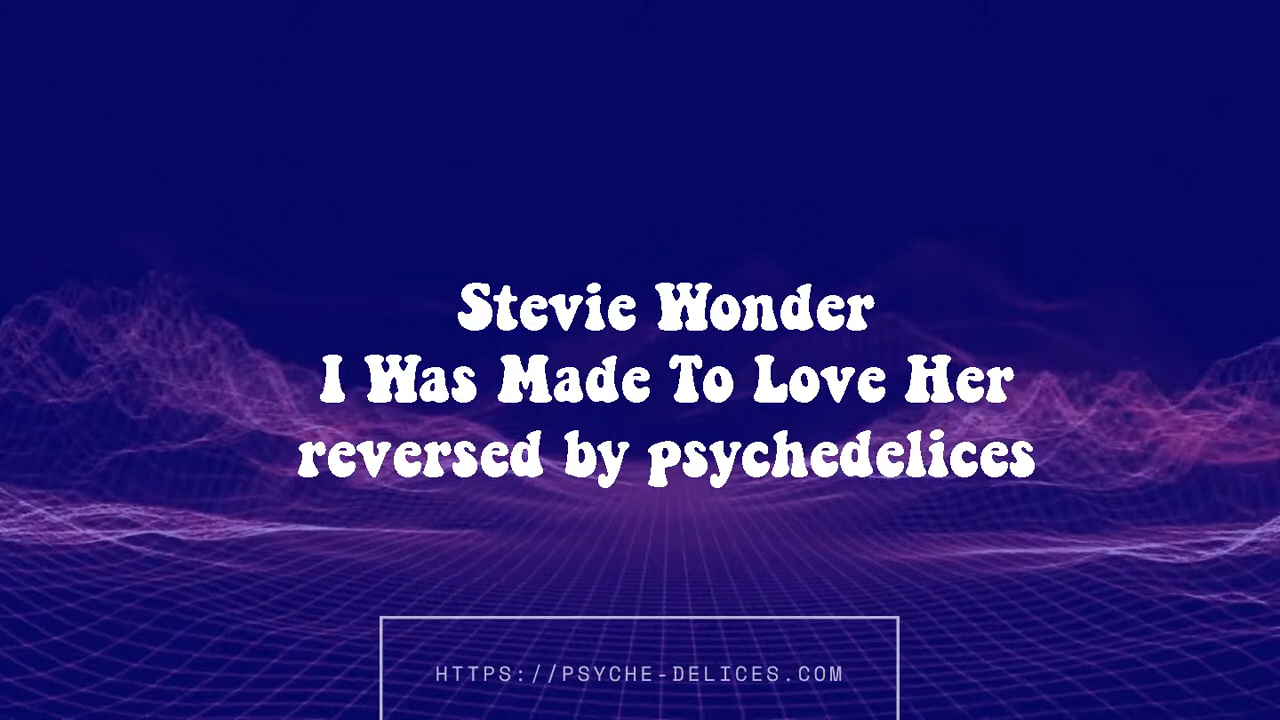 Stevie Wonder
I Was Made To Love Her
reversed by psychedelices
HTTPS://PSYCHE-DELICES.COM